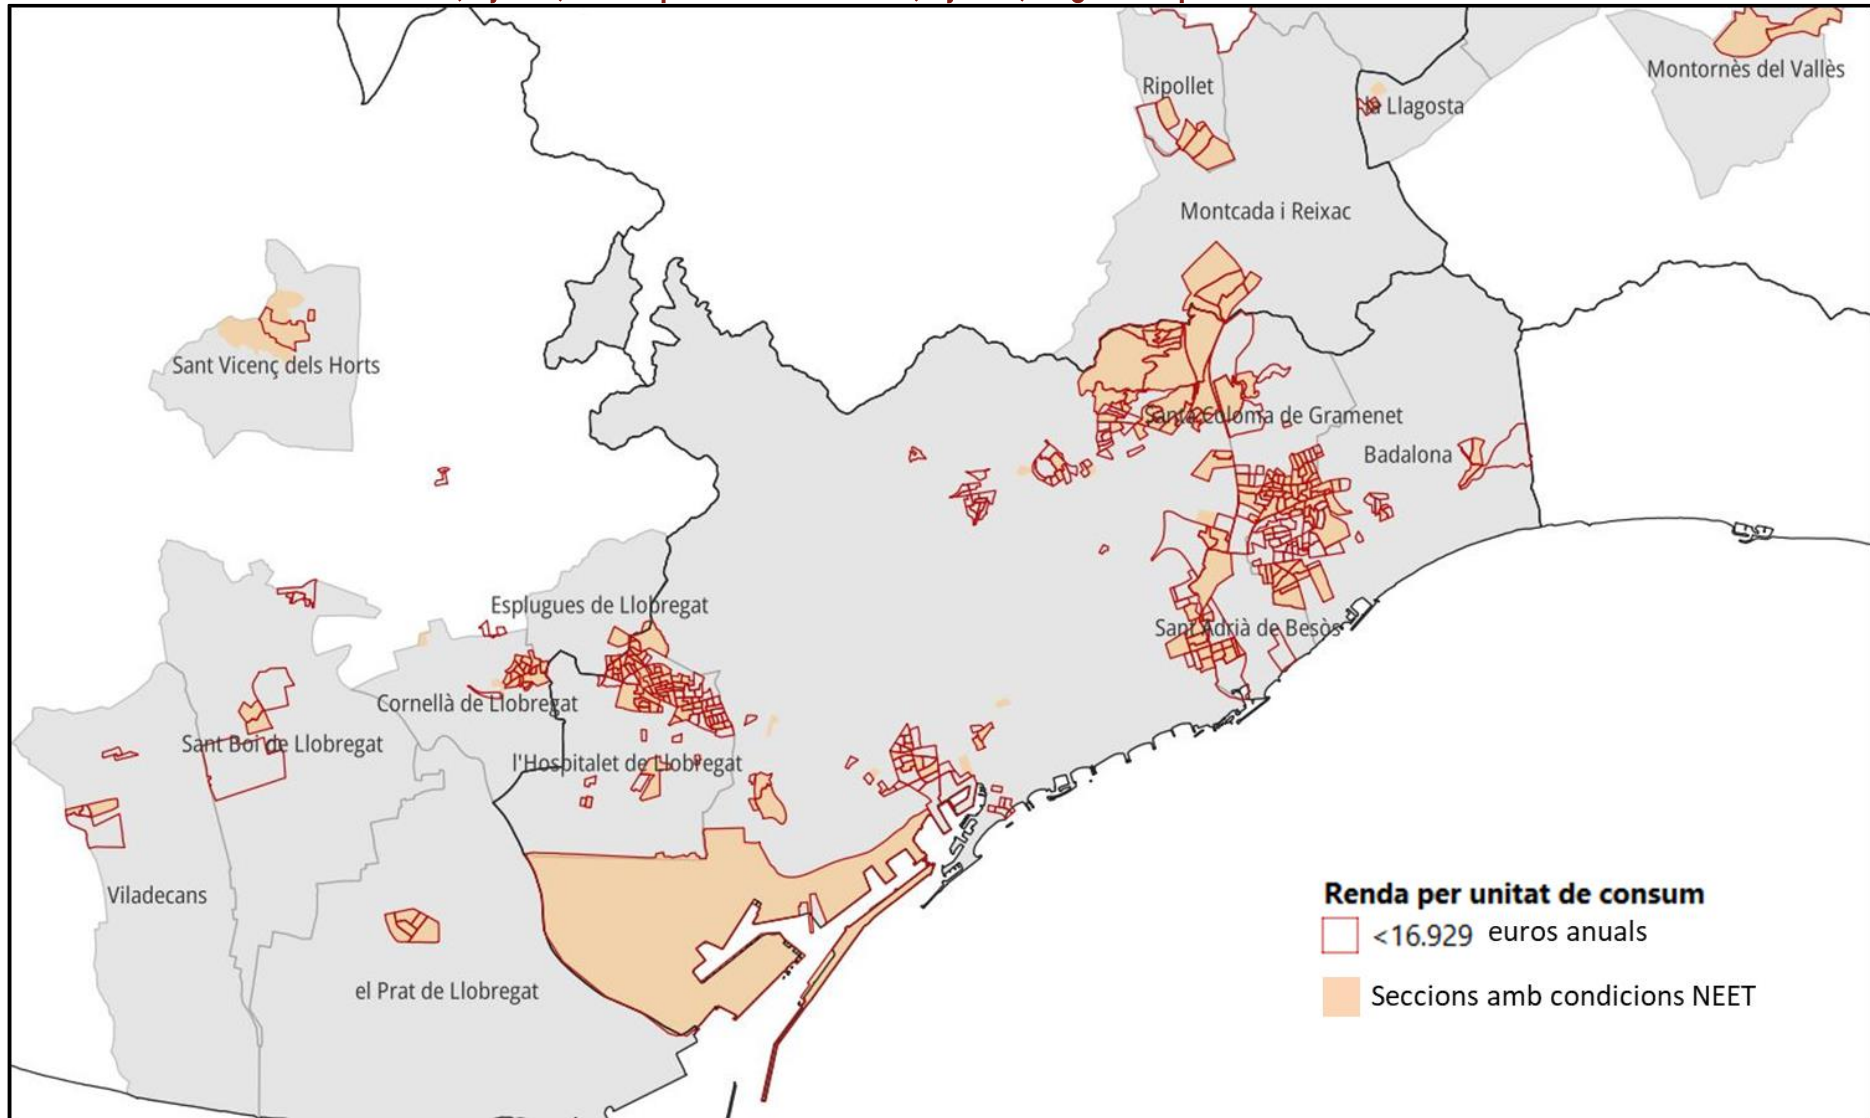 Montornès del Vallès
Ripollet
la Llagosta
Montcada i Reixac
Sant Vicenç dels Horts
Santa Coloma de Gramenet
Badalona
Esplugues de Llobregat
Sant Adrià de Besòs
Cornellà de Llobregat
Sant Boi de Llobregat
l'Hospitalet de Llobregat
Viladecans
el Prat de Llobregat
Renda per unitat de consum
<16.929 euros anuals
Seccions amb condicions NEET